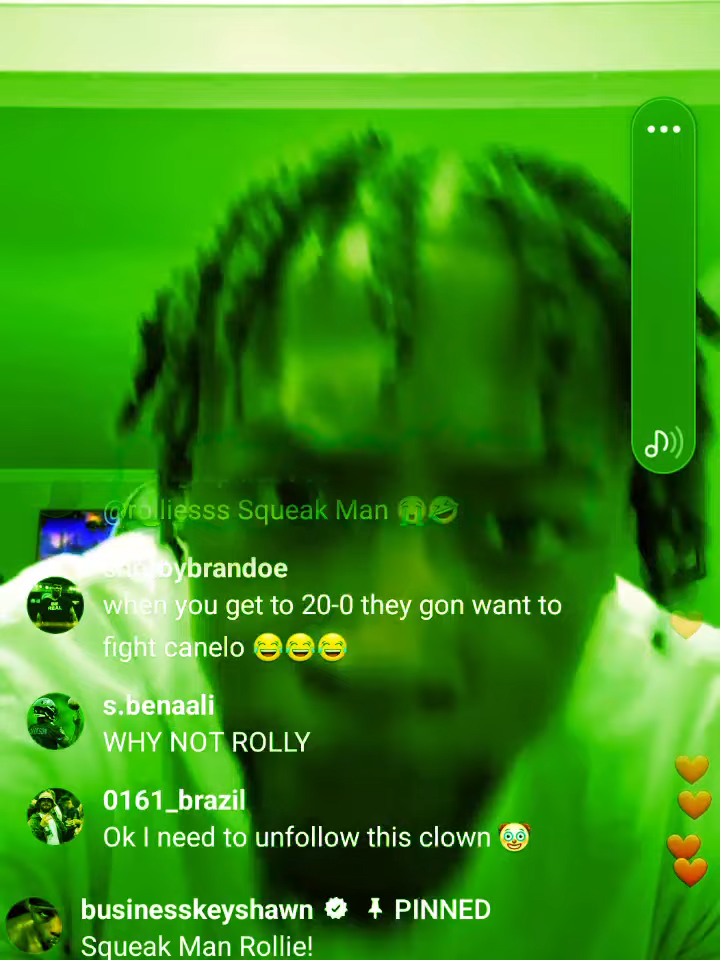 @rolliesss Squeak Man 😭🤣
oybrandoe
when you get to 20-0 they gon want to
fight canelo 😂😂😂
s.benaali
WHY NOT ROLLY
0161_brazil
Ok I need to unfollow this clown 🤡
businesskeyshawn PINNED
Squeak Man Rollie!